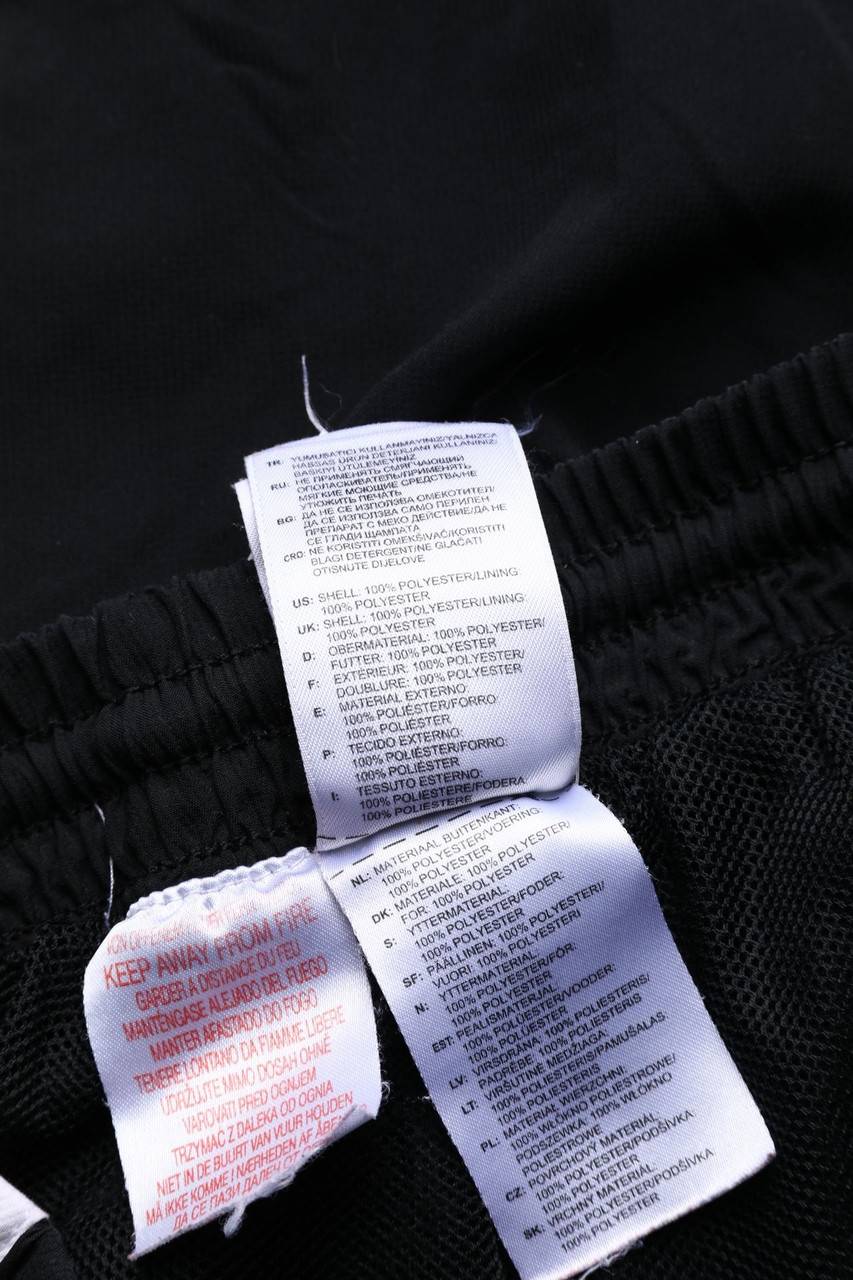 TR: YUMUŞATICI KULLANMAYINIZ/YALNIZCA
HASSAS ÜRÜN DETERJANI KULLANINIZ/
BASKIYI ÜTÜLEMEYINIZ
RU: НЕ ПРИМЕНЯТЬ СМЯГЧАЮЩИЙ
ОПОЛАСКИВАТЕЛЬ/ПРИМЕНЯТЬ
МЯГКИЕ МОЮЩИЕ СРЕДСТВА/НЕ
УТЮЖИТЬ ПЕЧАТЬ
BG: ДА НЕ СЕ ИЗПОЛЗВА ОМЕКОТИТЕЛ/
ДА СЕ ИЗПОЛЗВА САМО ПЕРИЛЕН
ПРЕПАРАТ С МЕКО ДЕЙСТВИЕ/ДА НЕ
СЕ ГЛАДИ ЩАМПАТА
CRO: NE KORISTITI OMEKŠIVAČ/KORISTITI
BLAGI DETERGENT/NE GLAČATI
OTISNUTE DIJELOVE
US: SHELL: 100% POLYESTER/LINING:
100% POLYESTER
UK: SHELL: 100% POLYESTER/LINING:
100% POLYESTER
D: OBERMATERIAL: 100% POLYESTER/
FUTTER: 100% POLYESTER
F: EXTÉRIEUR: 100% POLYESTER/
DOUBLURE: 100% POLYESTER
E: MATERIAL EXTERNO:
100% POLIÉSTER/FORRO:
100% POLIÉSTER
P: TECIDO EXTERNO:
100% POLIÉSTER/FORRO:
100% POLIÉSTER
I: TESSUTO ESTERNO:
100% POLIESTERE/FODERA:
100% POLIESTERE
NL: MATERIAAL BUITENKANT:
100% POLYESTER/VOERING:
100% POLYESTER
DK: MATERIALE: 100% POLYESTER/
FOR: 100% POLYESTER
S: YTTERMATERIAL:
100% POLYESTER/FODER:
100% POLYESTER
SF: PÄÄLLINEN: 100% POLYESTERI/
VUORI: 100% POLYESTERI
N: YTTERMATERIAL:
100% POLYESTER/FÔR:
100% POLYESTER
EST: PEALISMATERJAL:
100% POLÜESTER/VOODER:
100% POLÜESTER
LV: VIRSDRĀNA: 100% POLIESTERIS/
PADRĒBE: 100% POLIESTERIS
LT: VIRŠUTINĖ MEDŽIAGA:
100% POLIESTERIS/PAMUŠALAS:
100% POLIESTERIS
PL: MATERIAŁ WIERZCHNI:
100% WŁÓKNO POLIESTROWE/
PODSZEWKA: 100% WŁÓKNO
POLIESTROWE
CZ: POVRCHOVÝ MATERIÁL:
100% POLYESTER/PODŠÍVKA:
100% POLYESTER
SK: VRCHNÝ MATERIÁL:
100% POLYESTER/PODŠÍVKA:
100% POLYESTER
KEEP AWAY FROM FIRE
GARDER A DISTANCE DU FEU
MANTÉNGASE ALEJADO DEL FUEGO
MANTER AFASTADO DO FOGO
TENERE LONTANO DA FIAMME LIBERE
UDRŽUJTE MIMO DOSAH OHNĚ
VAROVATI PRED OGNJEM
TRZYMAĆ Z DALEKA OD OGNIA
NIET IN DE BUURT VAN VUUR HOUDEN
MÅ IKKE KOMME I NÆRHEDEN AF ÅBE
ДА СЕ ПАЗИ ДАЛЕЧ ОТ